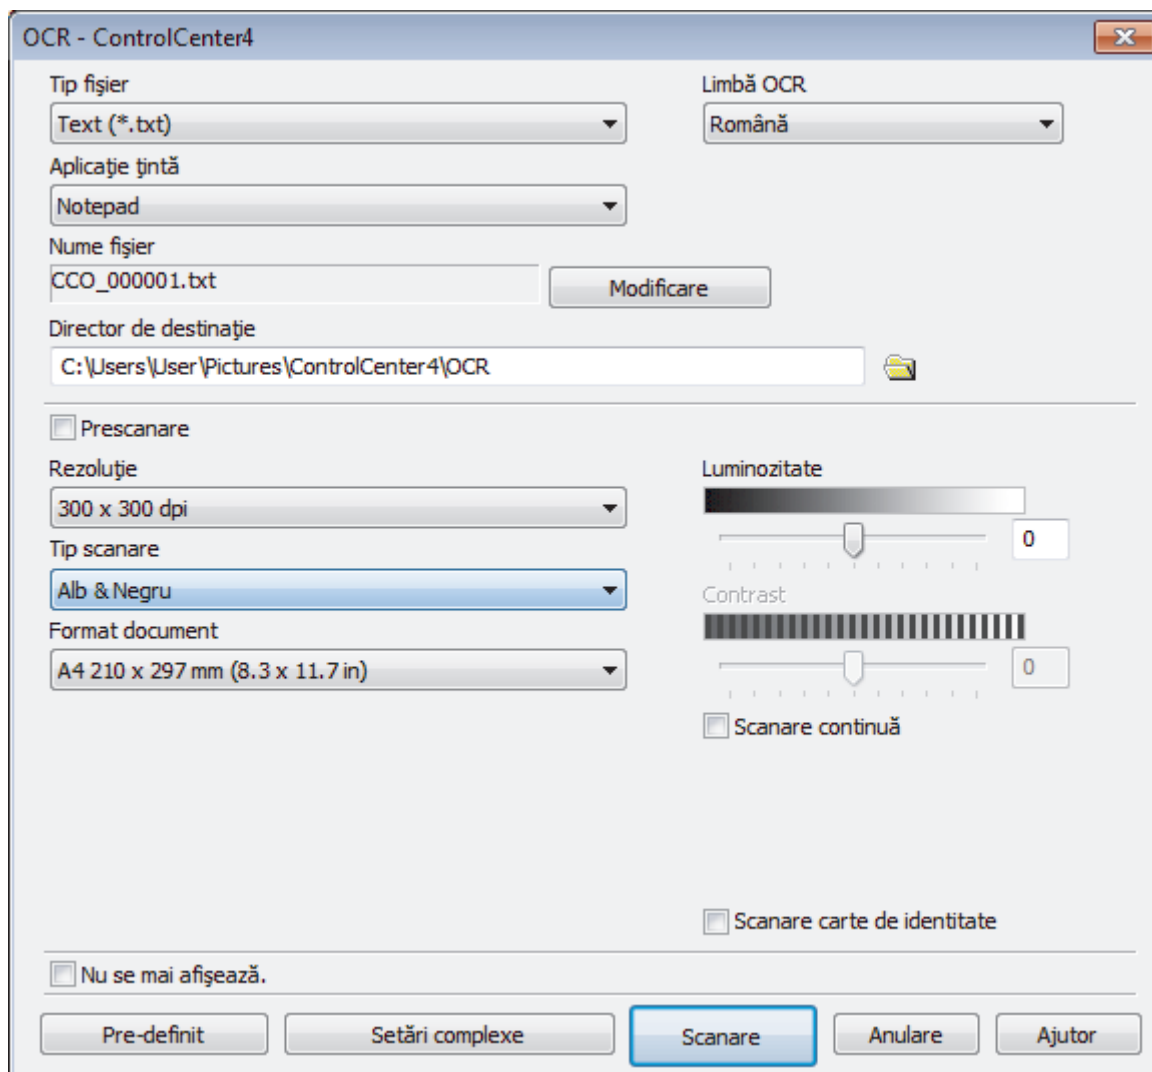 OCR - ControlCenter4
Tip fişier
Limbă OCR
Text (*.txt)
Română
Aplicaţie ţintă
Notepad
Nume fişier
CCO_000001.txt
Modificare
Director de destinaţie
C:\Users\User\Pictures\ControlCenter4\OCR
Prescanare
Rezoluţie
Luminozitate
300 x 300 dpi
0
Tip scanare
Alb & Negru
Contrast
Format document
A4 210 x 297 mm (8.3 x 11.7 in)
0
Scanare continuă
Scanare carte de identitate
Nu se mai afişează.
Pre-definit
Setări complexe
Scanare
Anulare
Ajutor